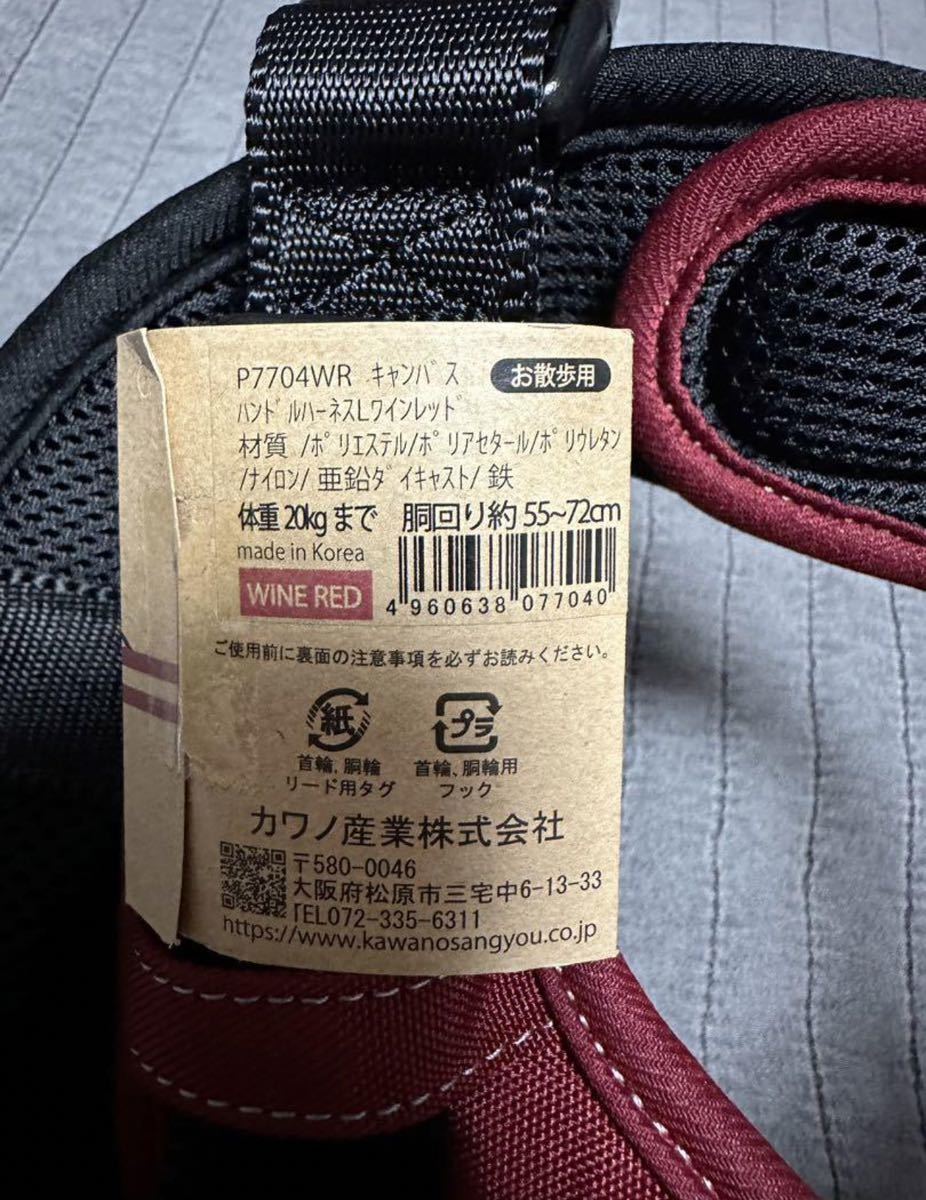 P7704WR ｷｬﾝﾊﾞｽ お散歩用
ﾊﾝﾄﾞﾙﾊｰﾈｽLﾜｲﾝﾚｯﾄﾞ
材質 /ﾎﾟﾘｴｽﾃﾙ/ﾎﾟﾘｱｾﾀｰﾙ/ﾎﾟﾘｳﾚﾀﾝ
/ﾅｲﾛﾝ/亜鉛ﾀﾞｲｷｬｽﾄ/鉄
体重 20kg まで 胴回り約 55~72cm
made in Korea
WINE RED
4 960638 077040
ご使用前に裏面の注意事項を必ずお読みください。
紙 プラ
首輪、胴輪 首輪、胴輪用
リード用タグ フック
カワノ産業株式会社
〒580-0046
大阪府松原市三宅中6-13-33
TEL072-335-6311
https://www.kawanosangyou.co.jp